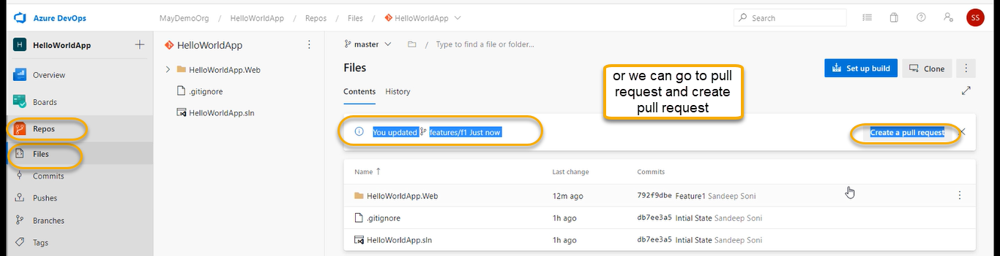 Azure DevOps
MayDemoOrg / HelloWorldApp / Repos / Files / HelloWorldApp
Search
SS
H HelloWorldApp
Overview
Boards
Repos
Files
Commits
Pushes
Branches
Tags
HelloWorldApp
HelloWorldApp.Web
.gitignore
HelloWorldApp.sln
master / Type to find a file or folder...
Files
Set up build
Clone
Contents History
or we can go to pull
request and create
pull request
You updated features/f1 Just now
Create a pull request
Name ↑ Last change Commits
HelloWorldApp.Web 12m ago 792f9dbe Feature1 Sandeep Soni
.gitignore 1h ago db7ee3a5 Intial State Sandeep Soni
HelloWorldApp.sln 1h ago db7ee3a5 Intial State Sandeep Soni